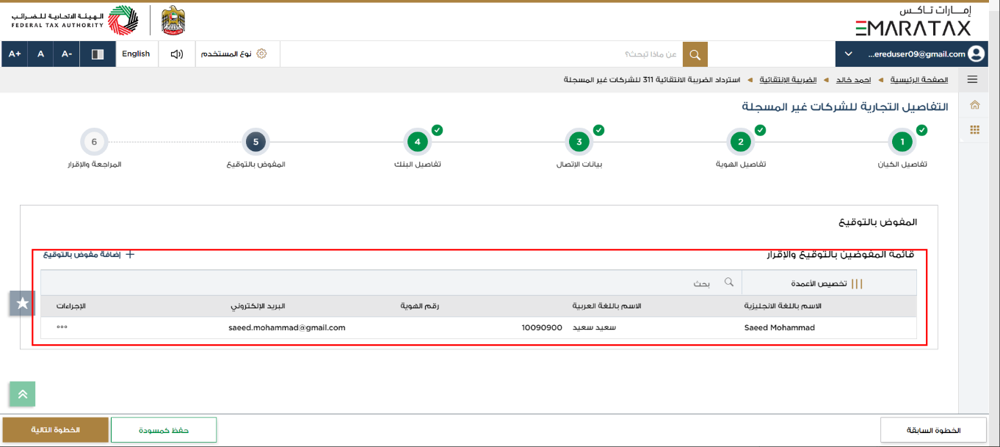 إمــارات تــاكــس
EMARATAX
الهيئة الاتحادية للضرائب
FEDERAL TAX AUTHORITY
...ereduser09@gmail.com
عن ماذا تبحث؟
نوع المستخدم
English
A-
A
A+
الصفحة الرئيسية ◄ احمد خالد ◄ الضريبة الإنتقائية ◄ استرداد الضريبة الانتقائية 311 للشركات غير المسجلة
التفاصيل التجارية للشركات غير المسجلة
1 2 3 4 5 6
تفاصيل الكيان
تفاصيل الهوية
بيانات الإتصال
تفاصيل البنك
المفوض بالتوقيع
المراجعة والإقرار
المفوض بالتوقيع
قائمة المفوضين بالتوقيع والإقرار
+ إضافة مفوض بالتوقيع
تخصيص الأعمدة
بحث
الاسم باللغة الانجليزية الاسم باللغة العربية رقم الهوية البريد الإلكتروني الإجراءات
Saeed Mohammad سعيد سعيد 10090900 saeed.mohammad@gmail.com
الخطوة السابقة
حفظ كمسودة
الخطوة التالية